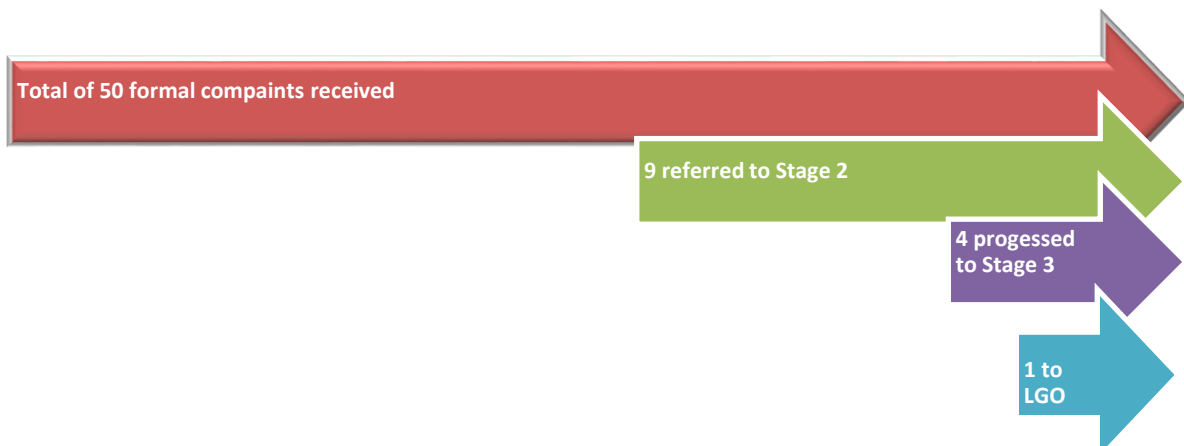 Total of 50 formal compaints received
9 referred to Stage 2
4 progessed
to Stage 3
1 to
LGO